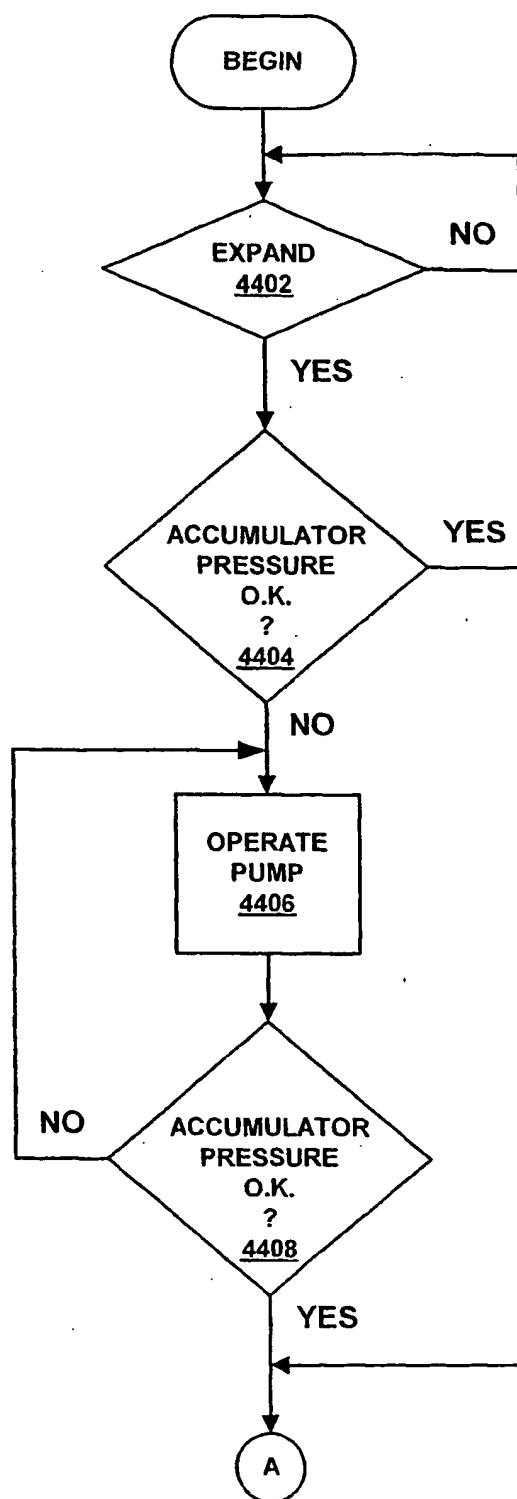 BEGIN
EXPAND
4402
NO
YES
ACCUMULATOR
PRESSURE
O.K.
?
4404
YES
NO
OPERATE
PUMP
4406
ACCUMULATOR
PRESSURE
O.K.
?
4408
NO
YES
A